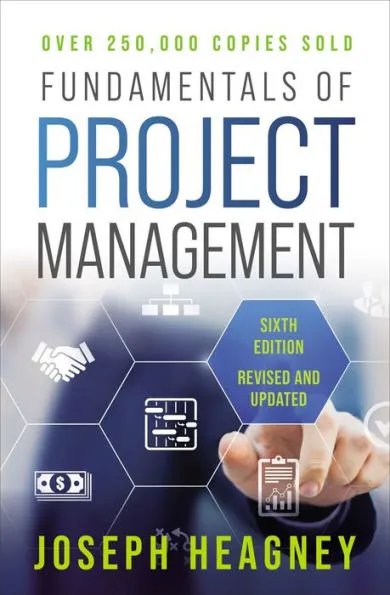 OVER 250,000 COPIES SOLD
FUNDAMENTALS OF
PROJECT
MANAGEMENT
SIXTH
EDITION
REVISED AND
UPDATED
$
JOSEPH HEAGNEY